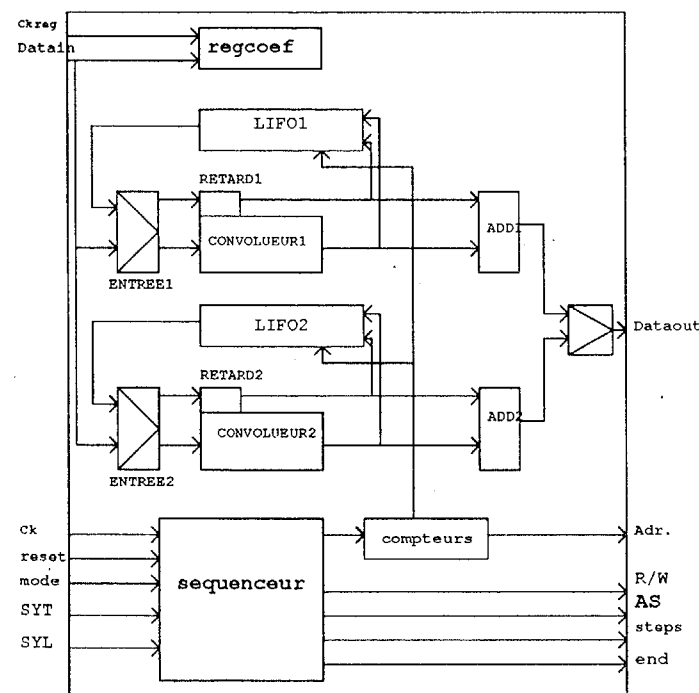 Ckreg
Datain
regcoef
LIFO1
RETARD1
CONVOLUEUR1
ADD1
ENTREE1
LIFO2
Dataout
RETARD2
CONVOLUEUR2
ADD2
ENTREE2
Ck
reset
mode
SYT
SYL
sequenceur
compteurs
Adr.
R/W
AS
steps
end